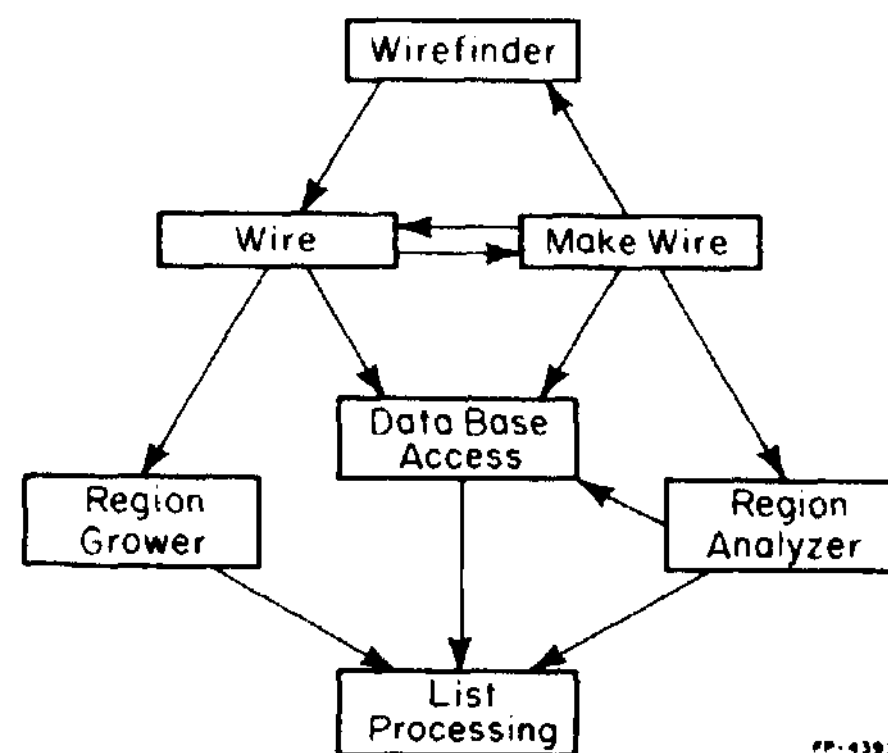 Wirefinder
Wire
Make Wire
Data Base
Access
Region
Grower
Region
Analyzer
List
Processing